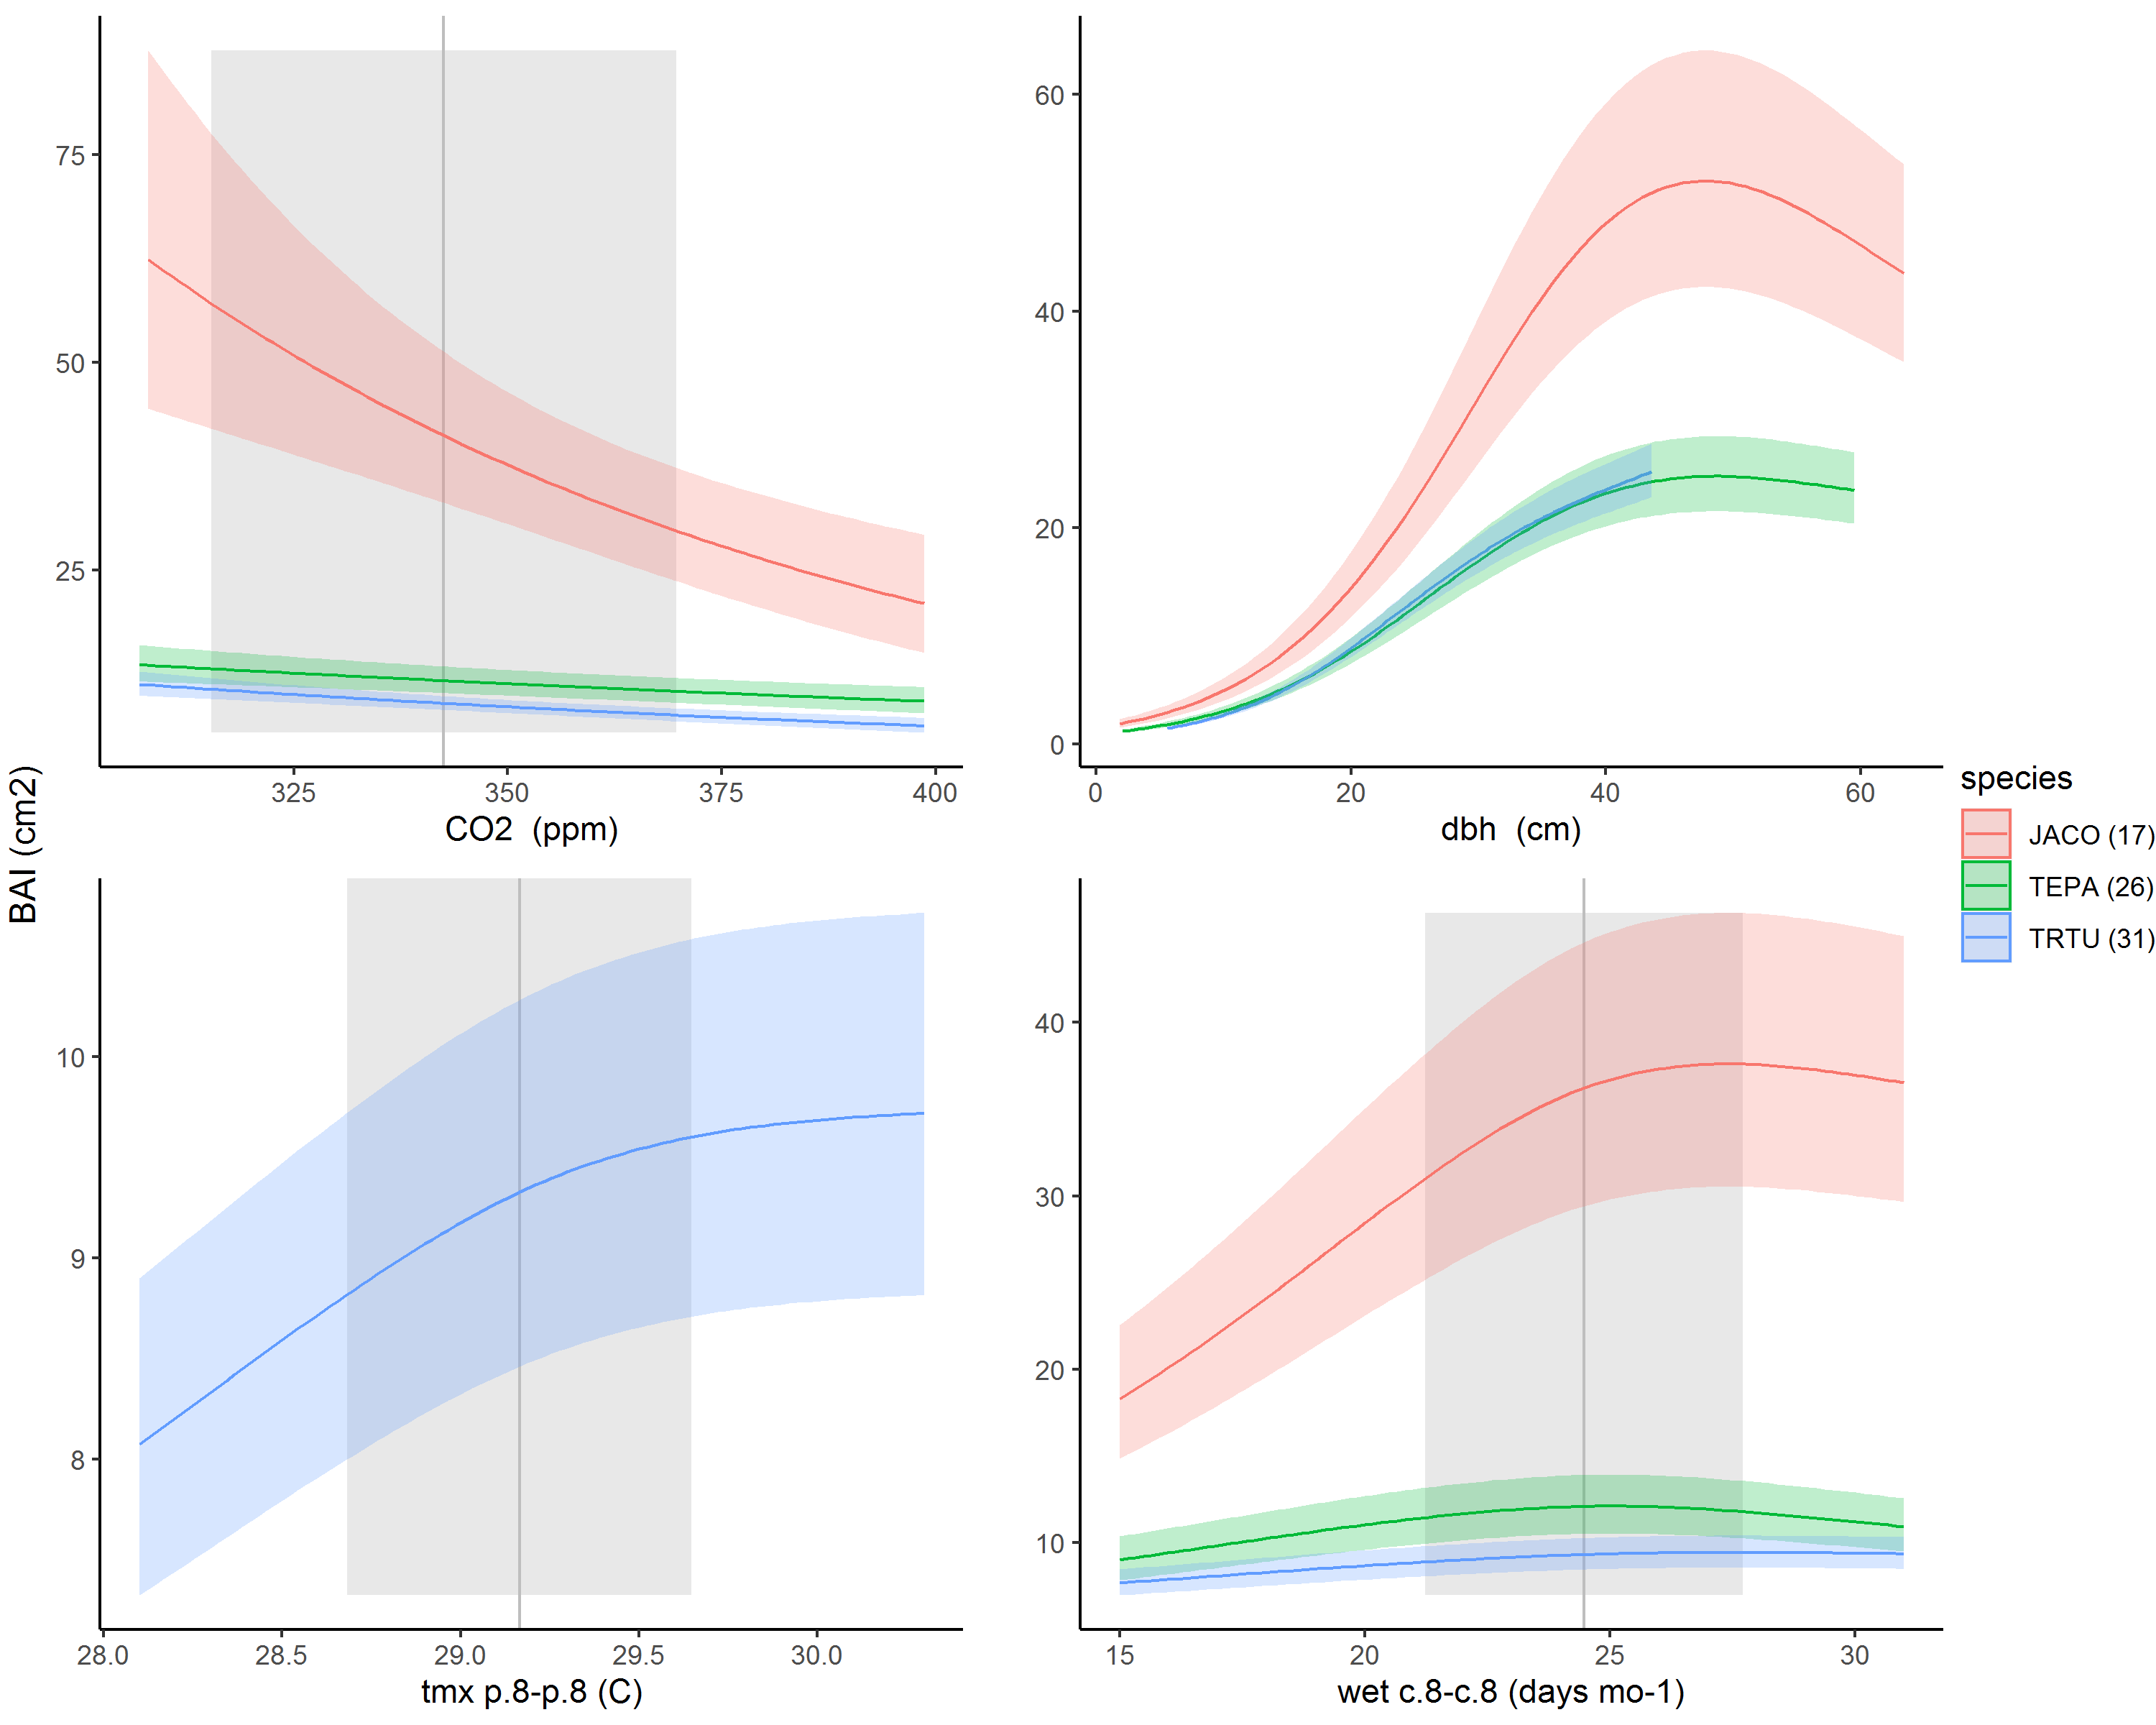 75
50
25
325 350 375 400
CO2 (ppm)
60
40
20
0
0 20 40 60
dbh (cm)
BAI (cm2)
10
9
8
28.0 28.5 29.0 29.5 30.0
tmx p.8-p.8 (C)
40
30
20
10
15 20 25 30
wet c.8-c.8 (days mo-1)
species
JACO (17)
TEPA (26)
TRTU (31)